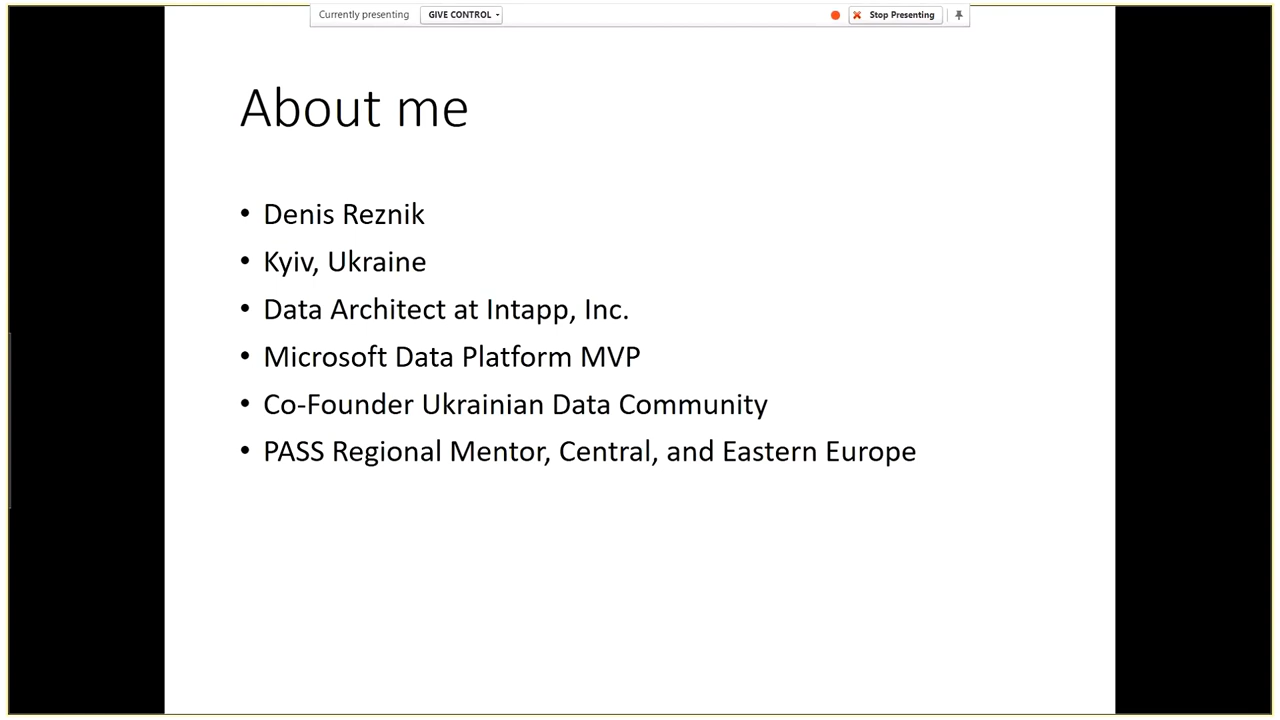 Currently presenting GIVE CONTROL Stop Presenting
About me
• Denis Reznik
• Kyiv, Ukraine
• Data Architect at Intapp, Inc.
• Microsoft Data Platform MVP
• Co-Founder Ukrainian Data Community
• PASS Regional Mentor, Central, and Eastern Europe